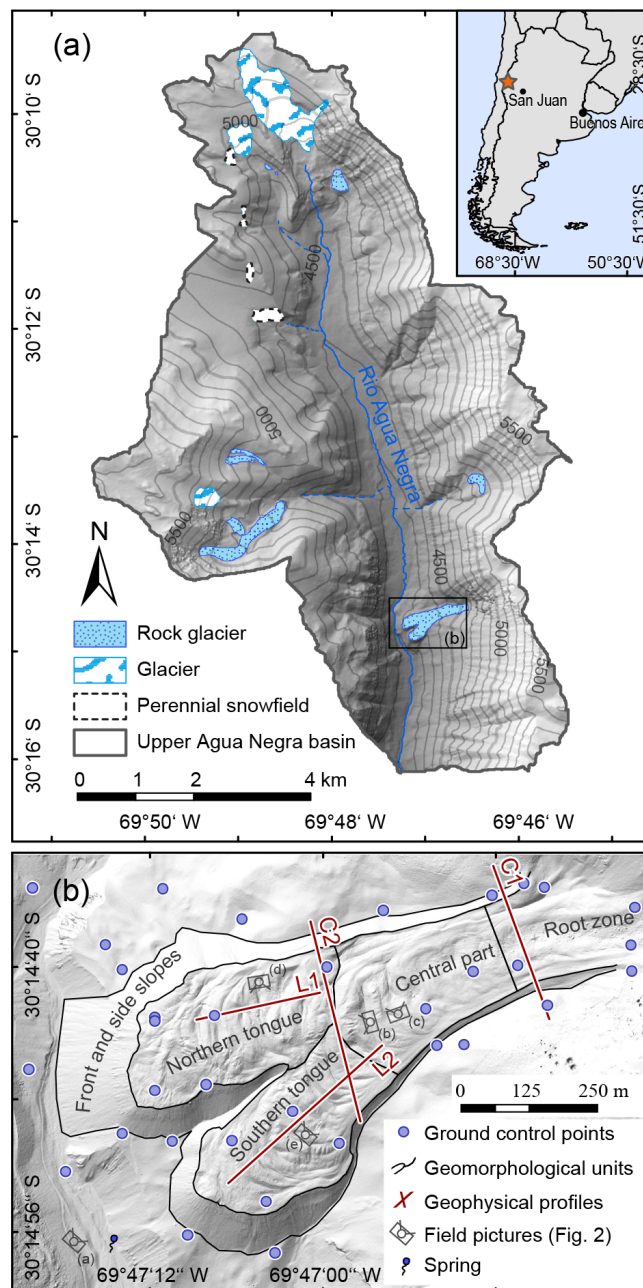 (a)
28°30'S
San Juan
Buenos Aire
51°30'S
68°30'W
50°30'W
30°10' S
30°12' S
30°14' S
30°16' S
5000
4500
5000
5500
Rio Agua Negra
5500
4500
5000
5500
(b)
N
Rock glacier
Glacier
Perennial snowfield
Upper Agua Negra basin
0 1 2 4 km
69°50' W
69°48' W
69°46' W
(b)
C1
Root zone
C2
Central part
(d)
L1
(b)
(c)
Northern tongue
Front and side slopes
L2
Southern tongue
(e)
30°14'40" S
30°14'56" S
0 125 250 m
Ground control points
Geomorphological units
X Geophysical profiles
Field pictures (Fig. 2)
Spring
(a)
69°47'12" W
69°47'00" W